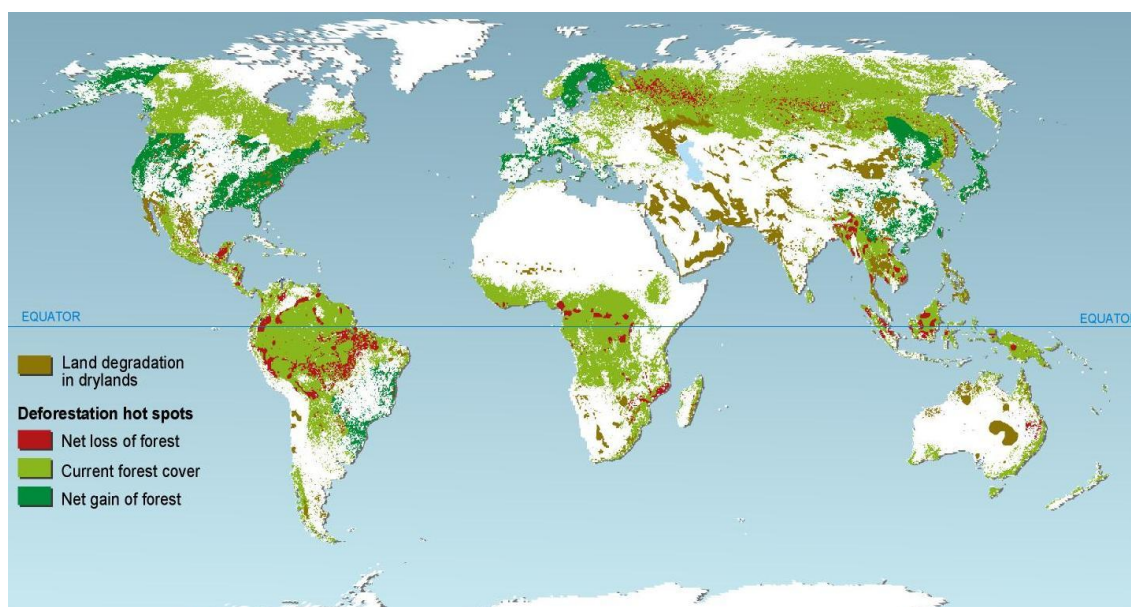 EQUATOR
EQUATOR
Land degradation
in drylands
Deforestation hot spots
Net loss of forest
Current forest cover
Net gain of forest